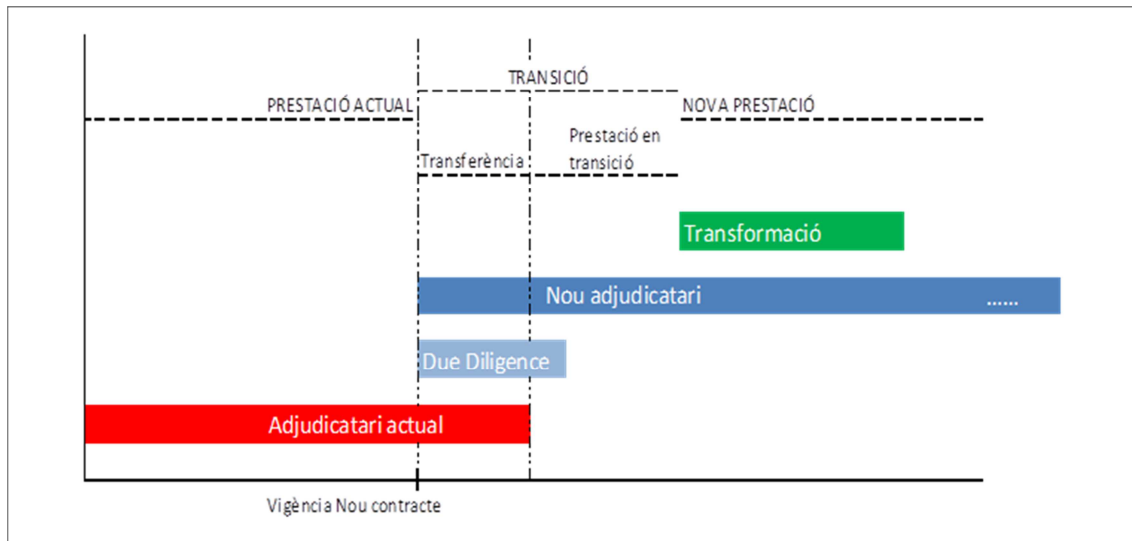 TRANSICIÓ
PRESTACIÓ ACTUAL
NOVA PRESTACIÓ
Transferència
Prestació en
transició
Transformació
Nou adjudicatari ......
Due Diligence
Adjudicatari actual
Vigència Nou contracte